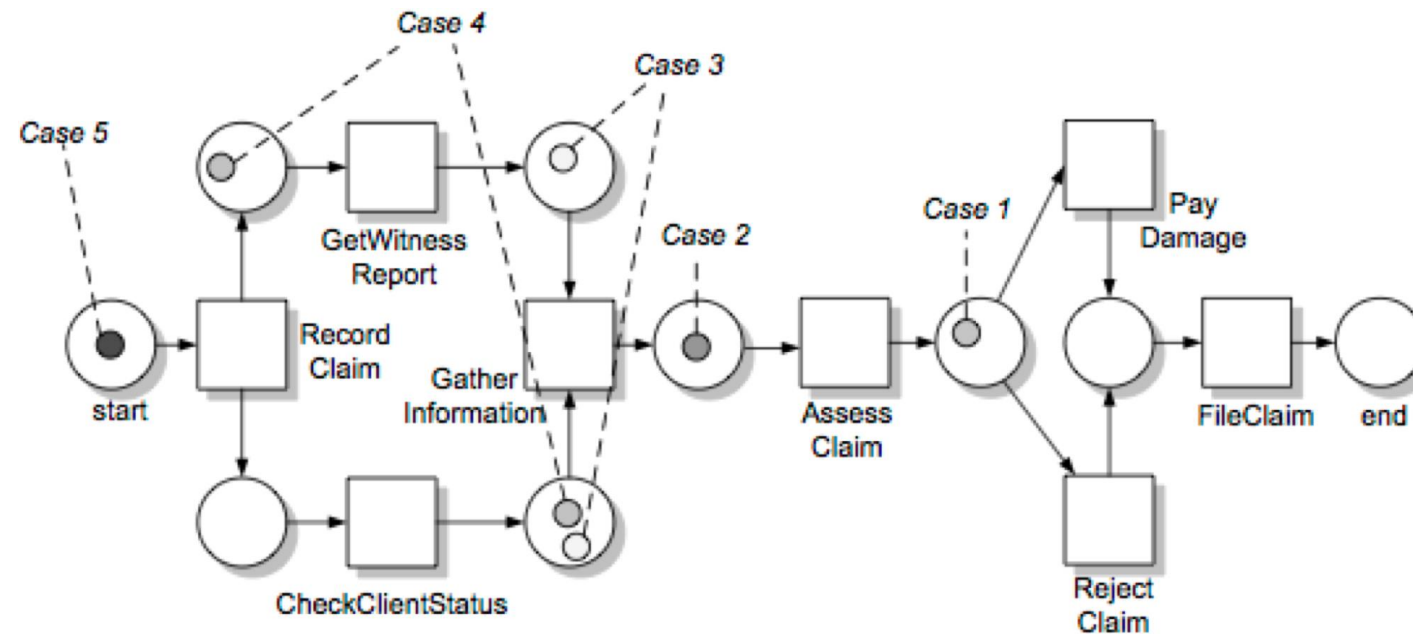 Case 4
Case 3
Case 5
Case 1
Pay
Damage
GetWitness
Report
Case 2
Record
Claim
Gather
Information
start
Assess
Claim
FileClaim
end
CheckClientStatus
Reject
Claim